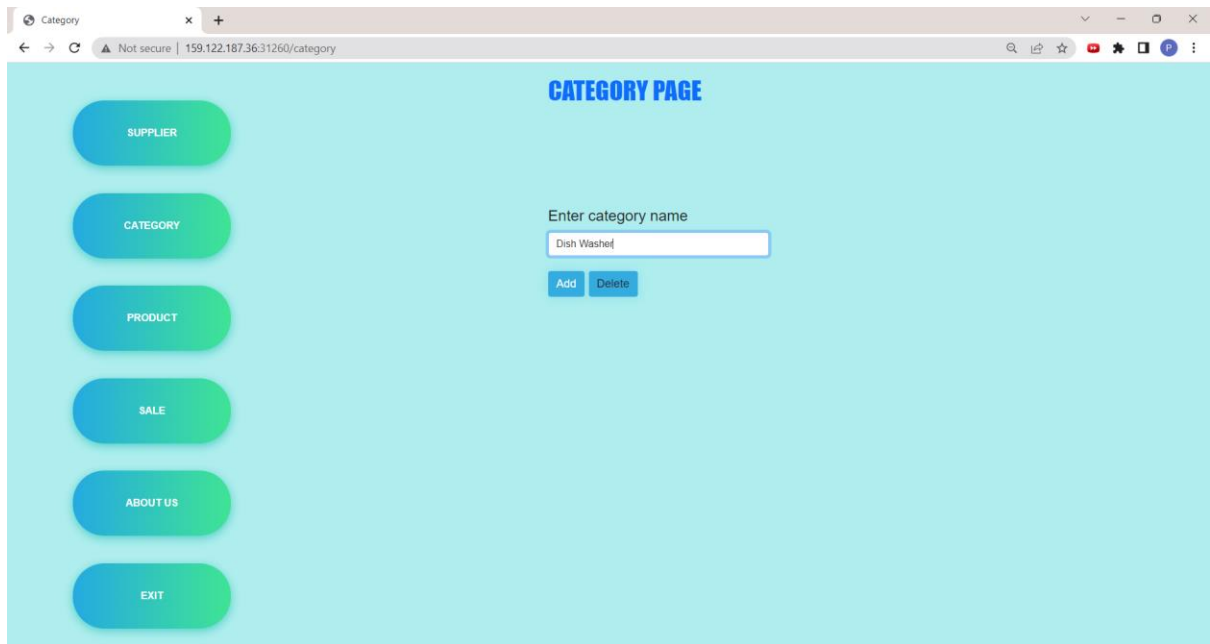 Category
Not secure | 159.122.187.36:31260/category
P
CATEGORY PAGE
SUPPLIER
CATEGORY
PRODUCT
SALE
ABOUT US
EXIT
Enter category name
Dish Washer
Add Delete